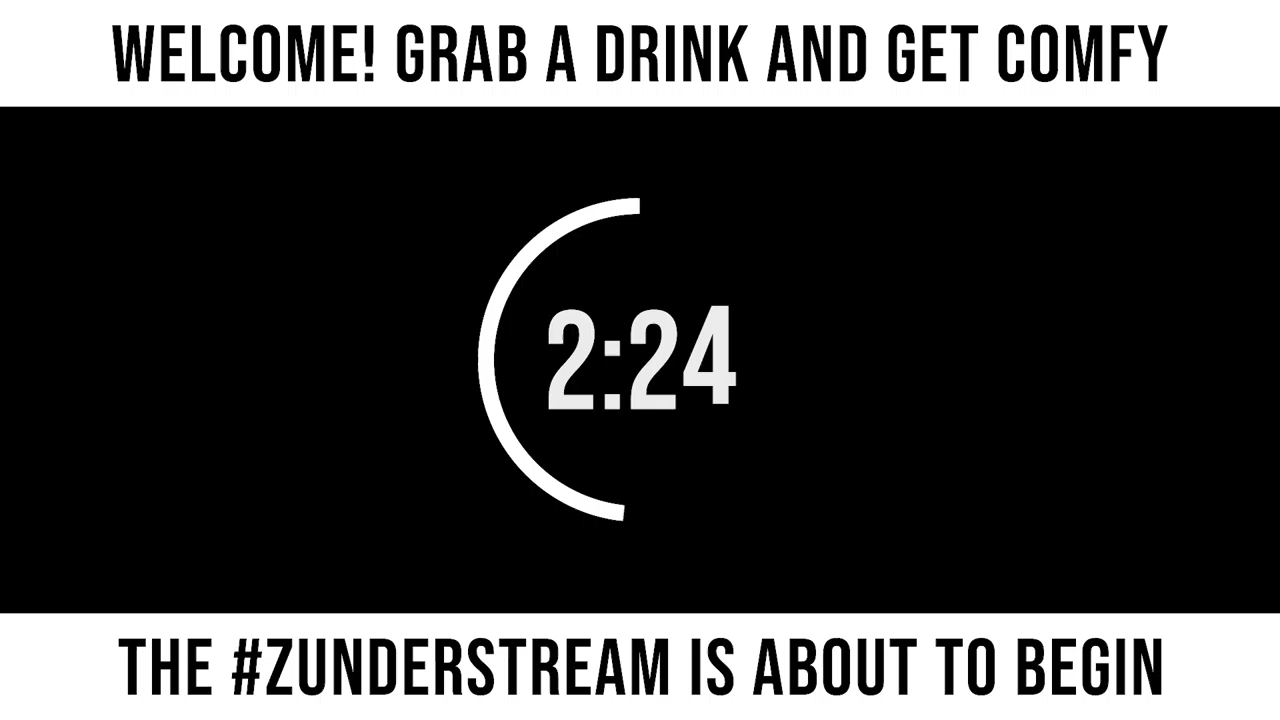 WELCOME! GRAB A DRINK AND GET COMFY
2:24
THE #ZUNDERSTREAM IS ABOUT TO BEGIN